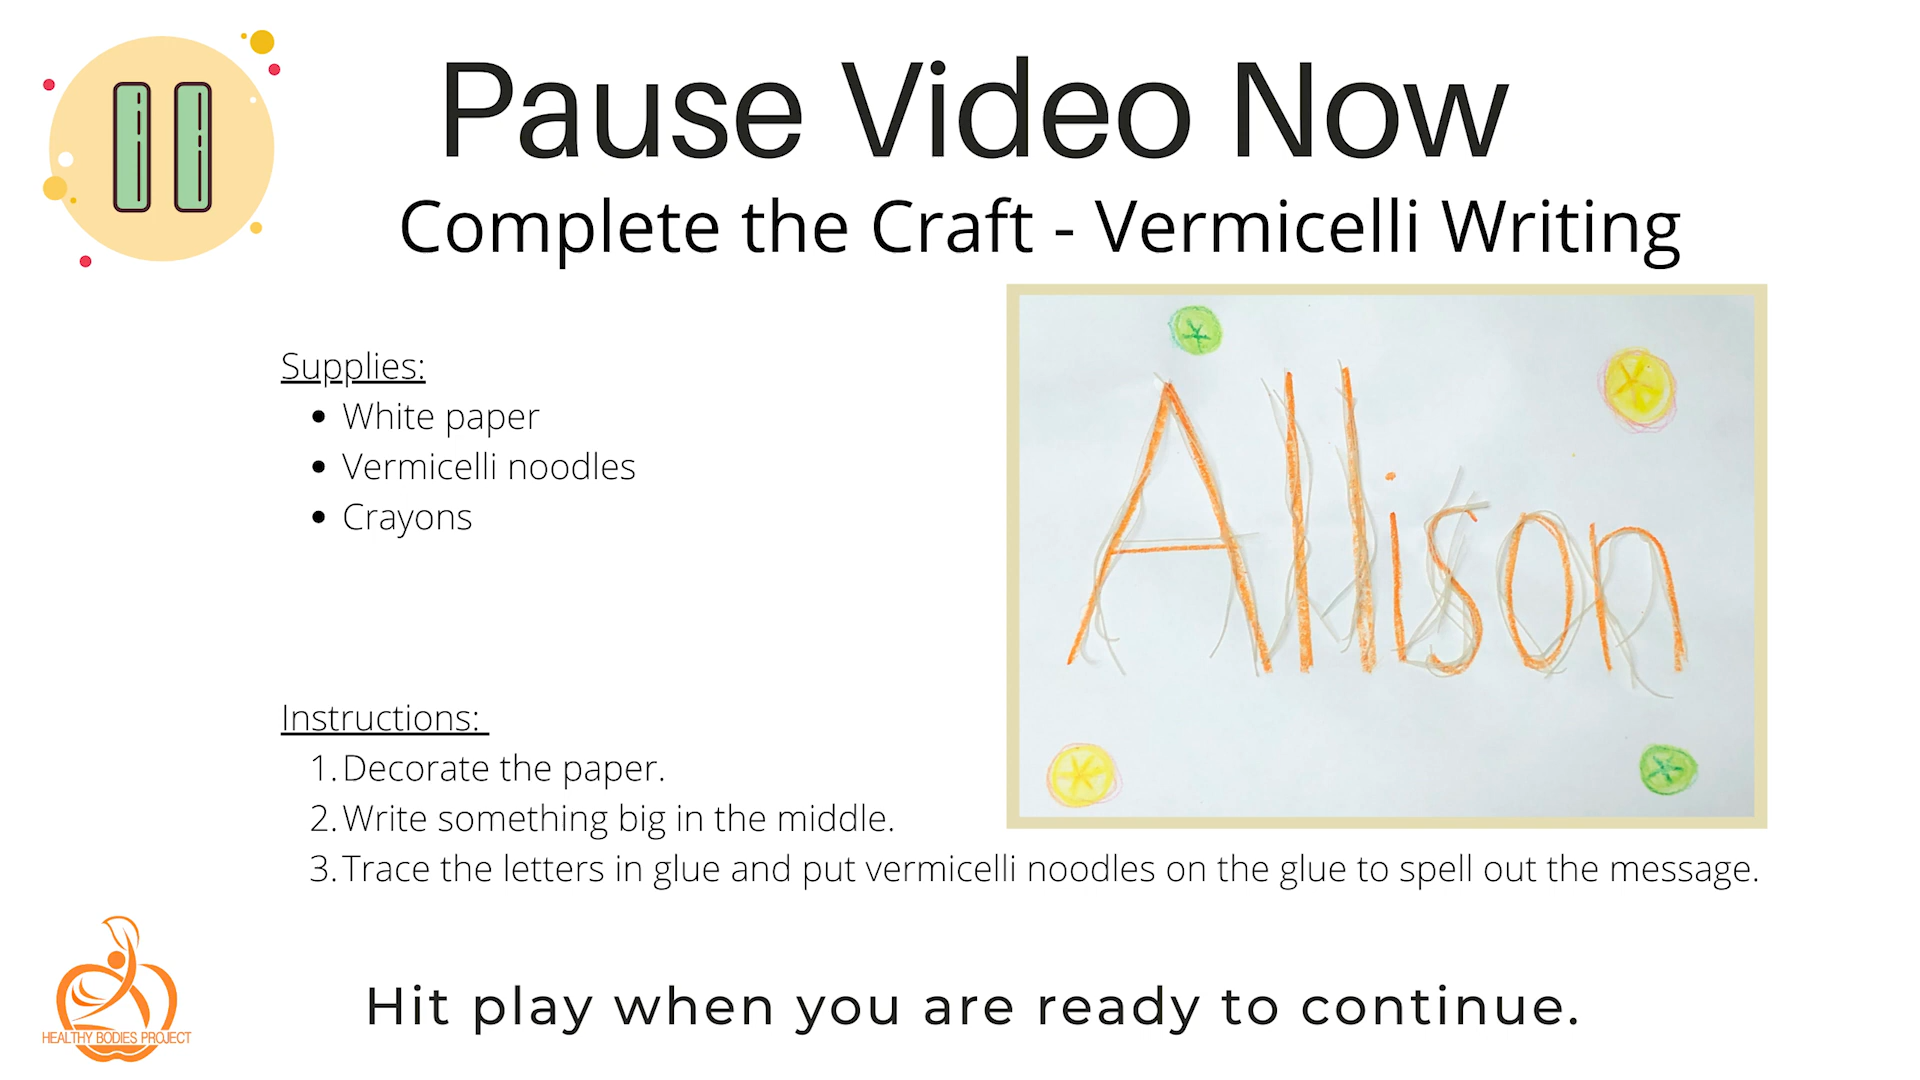 Pause Video Now
Complete the Craft - Vermicelli Writing
Supplies:
• White paper
• Vermicelli noodles
• Crayons
Allison
Instructions:
1. Decorate the paper.
2. Write something big in the middle.
3. Trace the letters in glue and put vermicelli noodles on the glue to spell out the message.
HEALTHY BODIES PROJECT
Hit play when you are ready to continue.